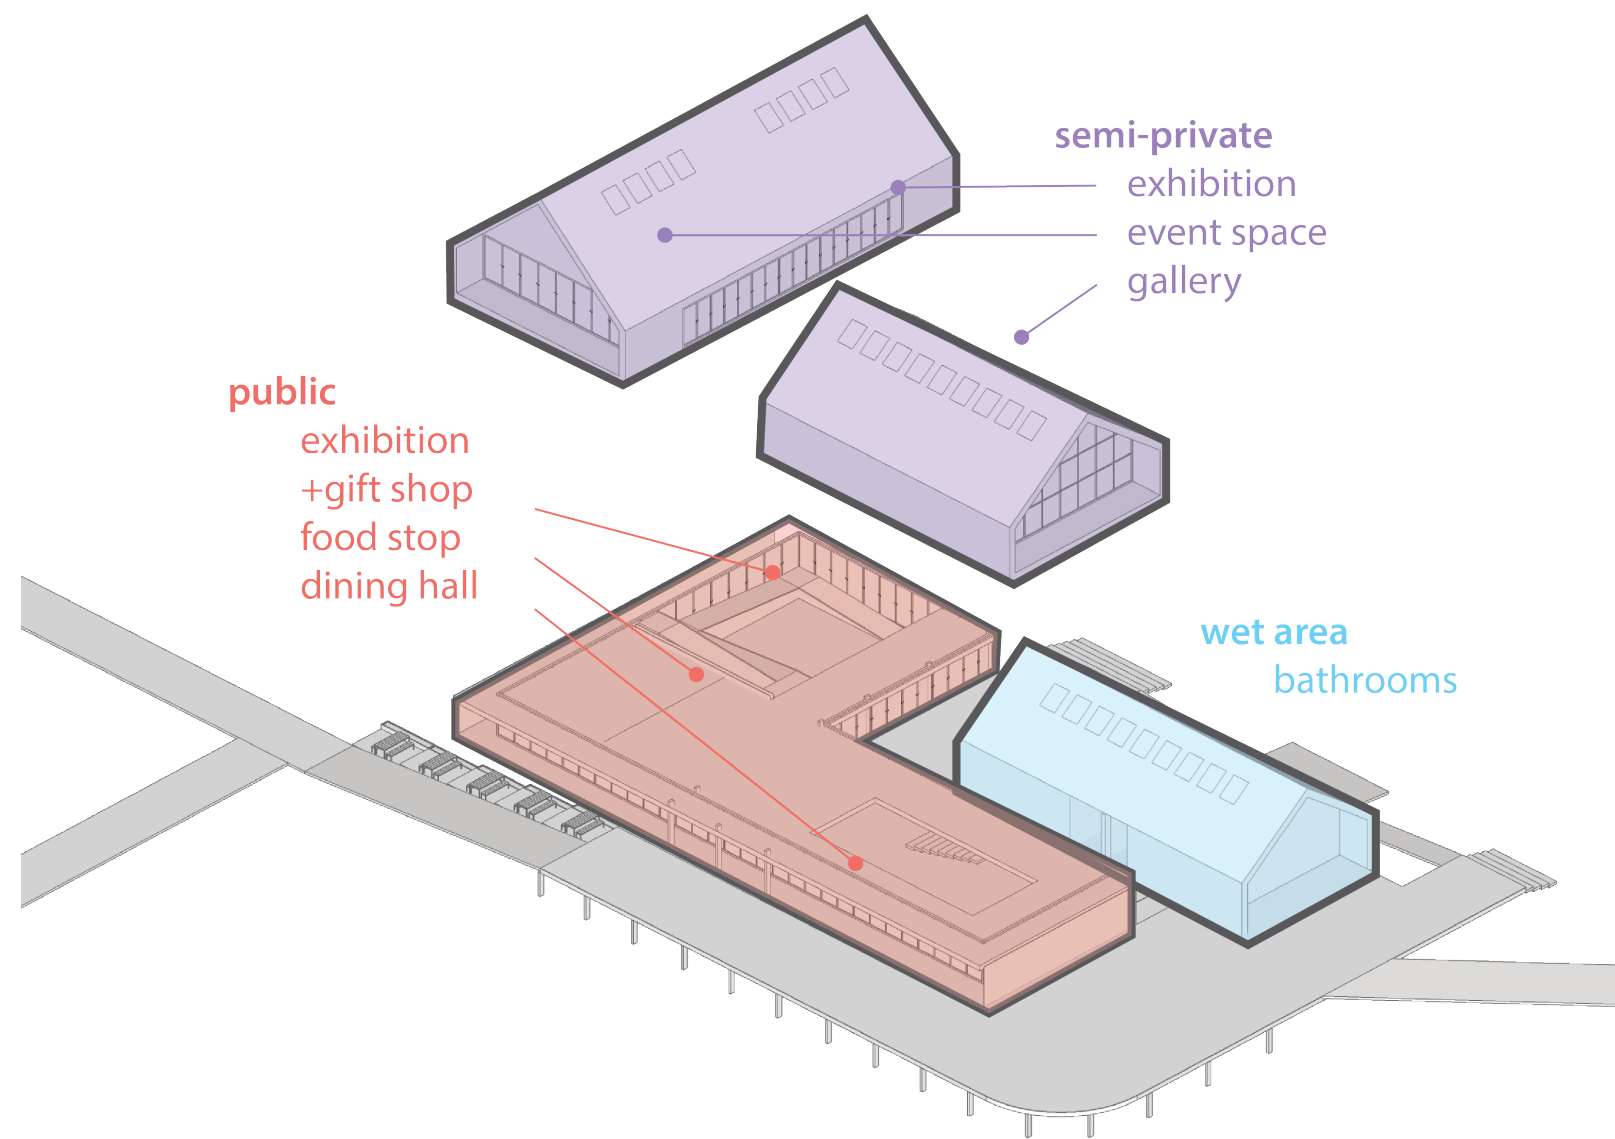 semi-private
exhibition
event space
gallery
public
exhibition
+gift shop
food stop
dining hall
wet area
bathrooms